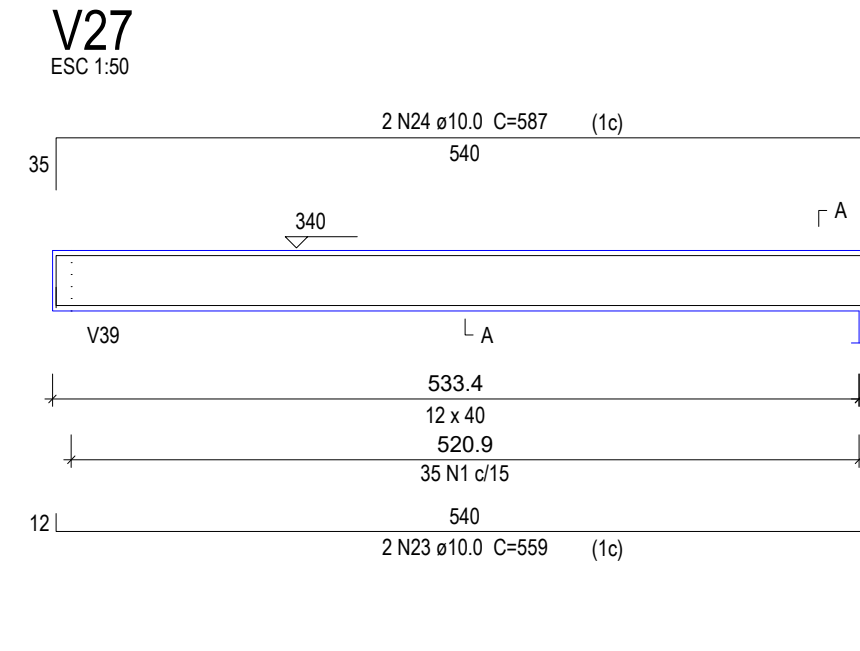 V27
ESC 1:50
2 N24 ø10.0 C=587 (1c)
540
35
A
340
V39
A
533.4
12 x 40
520.9
35 N1 c/15
540
12
2 N23 ø10.0 C=559 (1c)